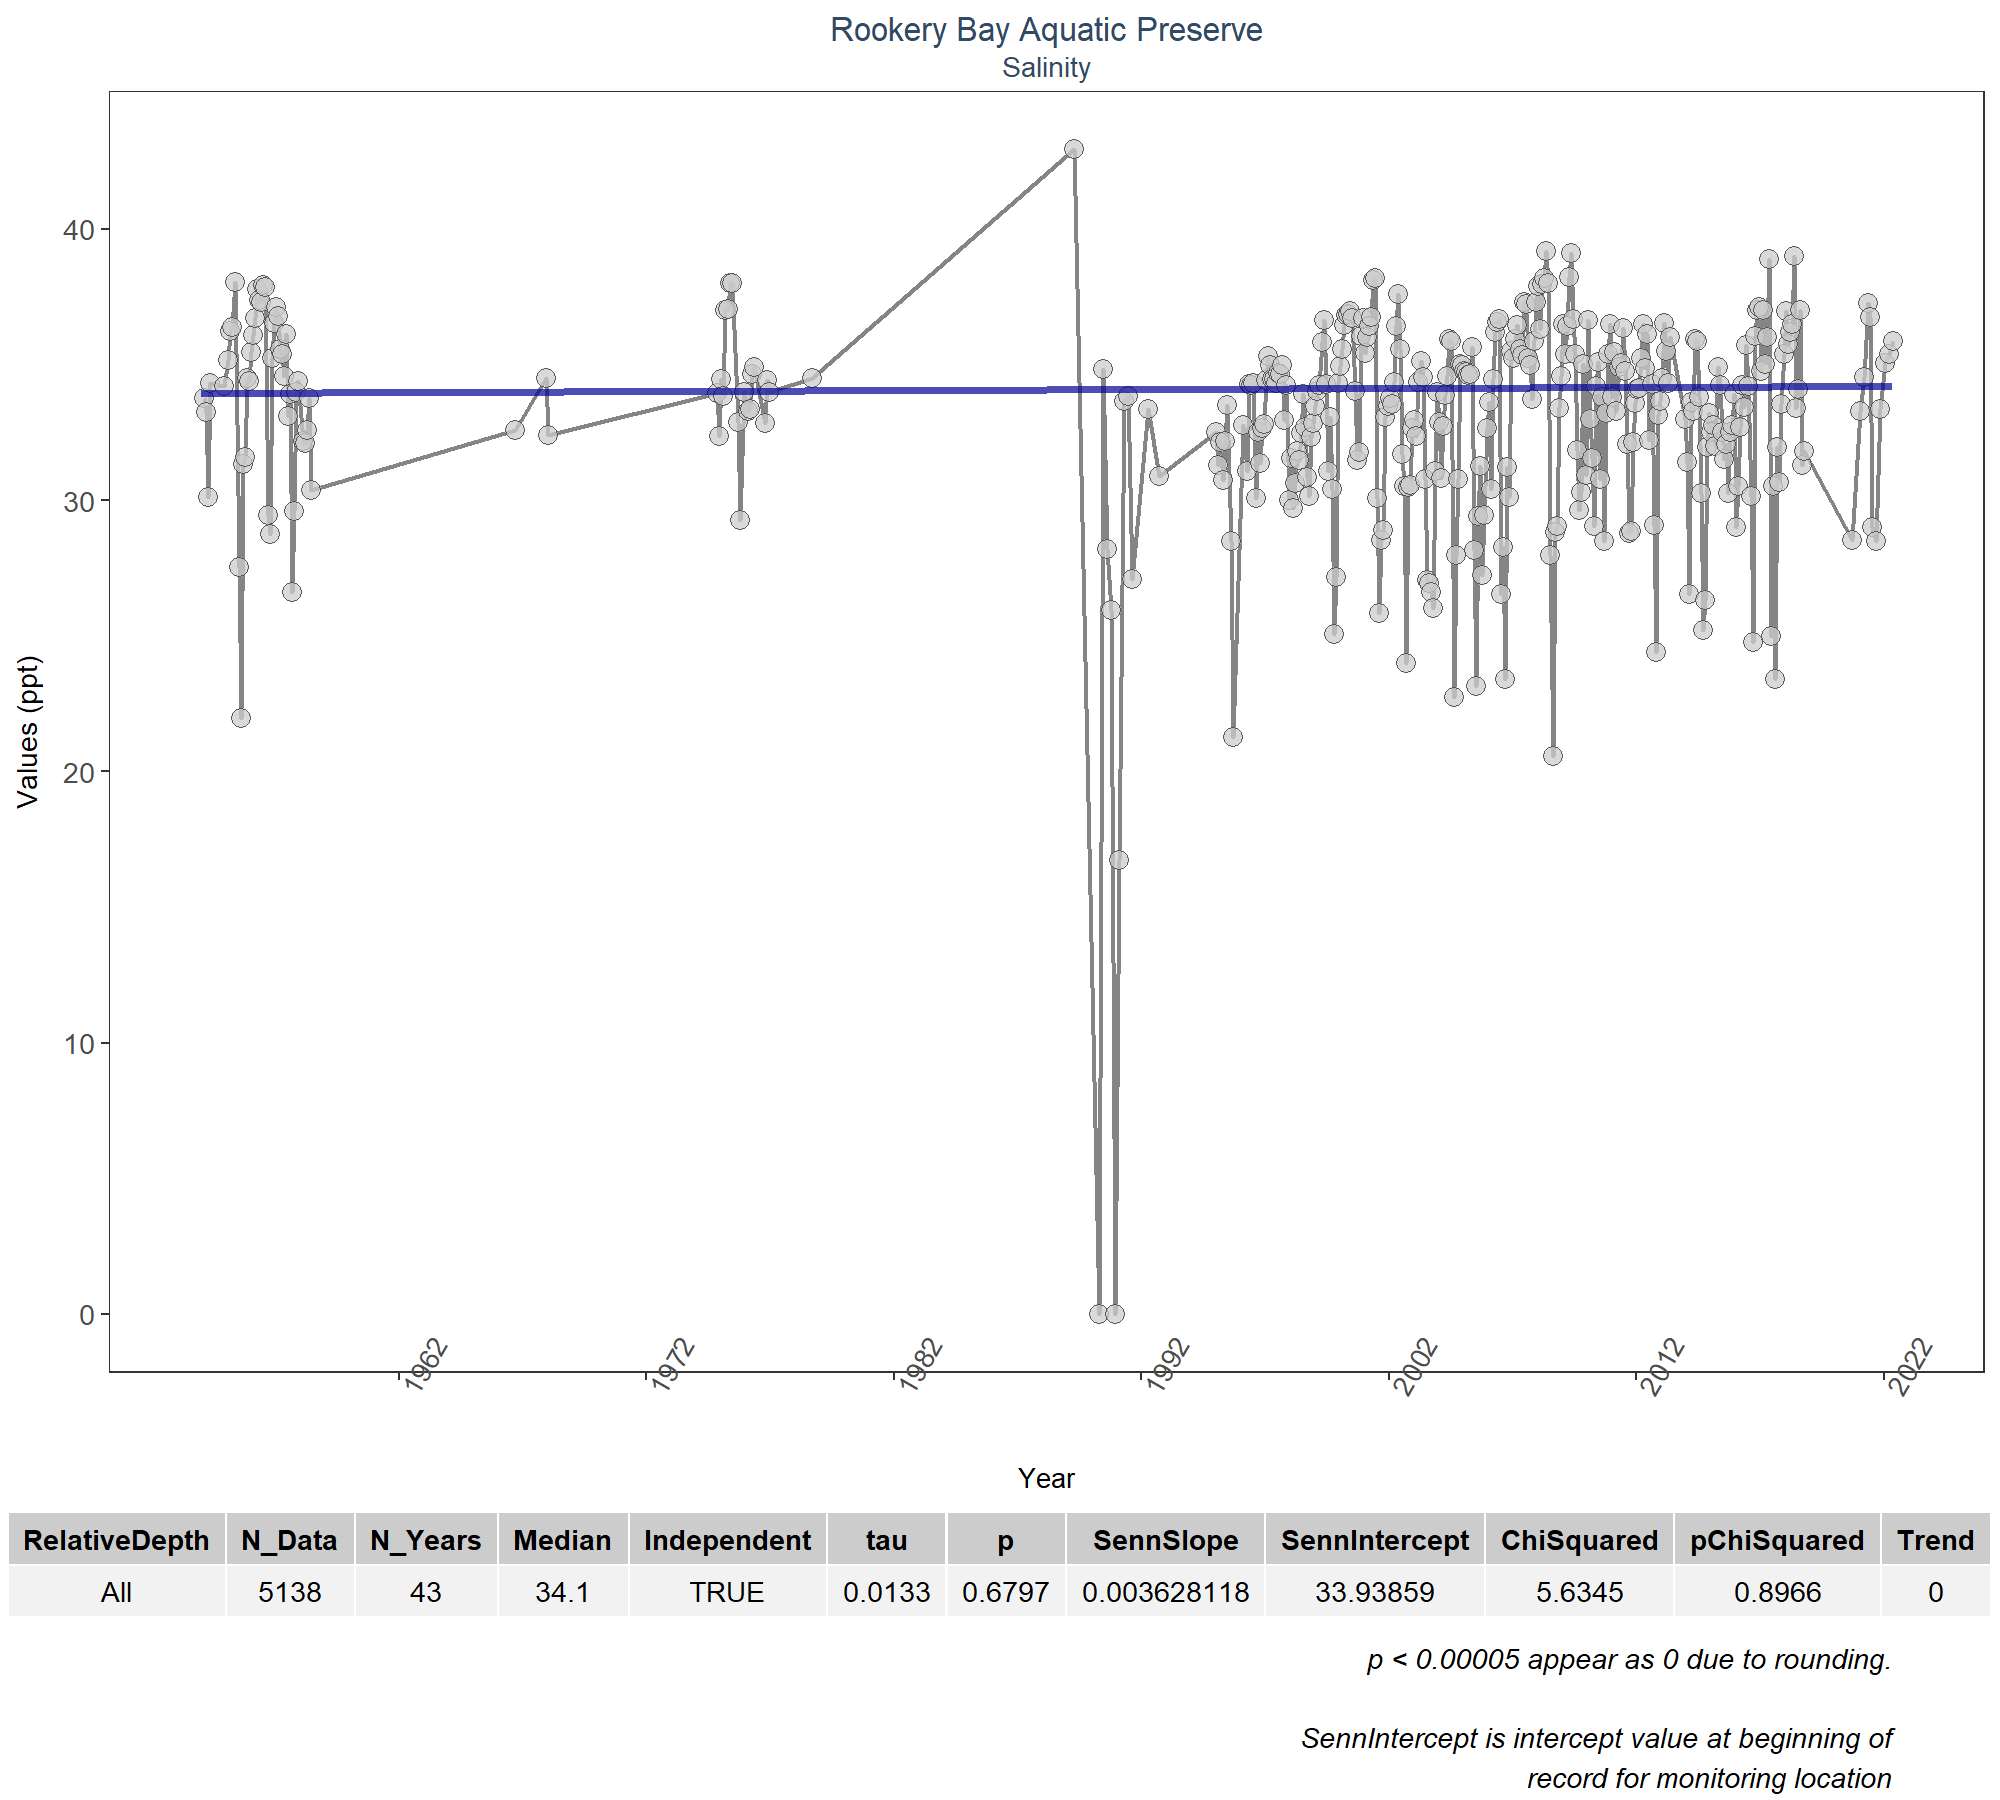 Rookery Bay Aquatic Preserve
Salinity
Values (ppt)
40
30
20
10
0
1962 1972 1982 1992 2002 2012 2022
Year
RelativeDepth N_Data N_Years Median Independent tau p SennSlope SennIntercept ChiSquared pChiSquared Trend
All 5138 43 34.1 TRUE 0.0133 0.6797 0.003628118 33.93859 5.6345 0.8966 0
p < 0.00005 appear as 0 due to rounding.
SennIntercept is intercept value at beginning of
record for monitoring location